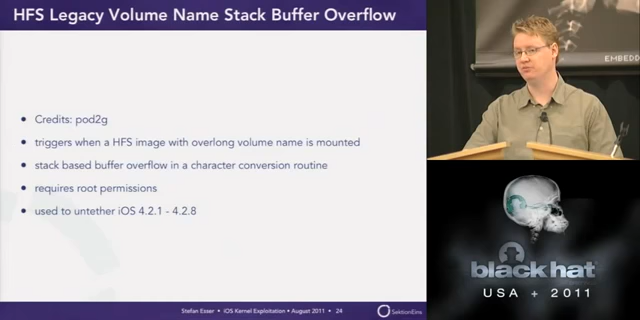 HFS Legacy Volume Name Stack Buffer Overflow
• Credits: pod2g
• triggers when a HFS image with overlong volume name is mounted
• stack based buffer overflow in a character conversion routine
• requires root permissions
• used to untether iOS 4.2.1 - 4.2.8
Stefan Esser • iOS Kernel Exploitation • August 2011 • 24
SektionEins
EMBEDD
black hat
USA + 2011